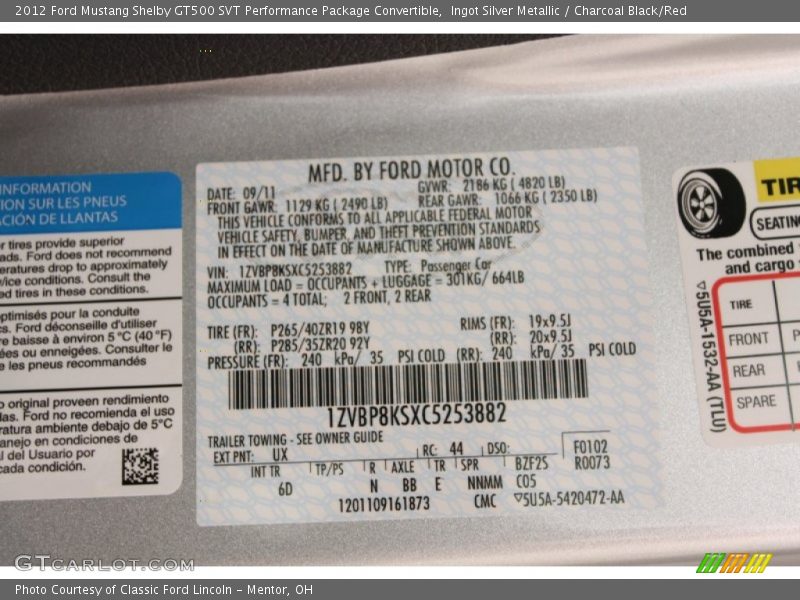 2012 Ford Mustang Shelby GT500 SVT Performance Package Convertible,  Ingot Silver Metallic / Charcoal Black/Red
INFORMATION
ION SUR LES PNEUS
ACIÓN DE LLANTAS
r tires provide superior
ads. Ford does not recommend
eratures drop to approximately
vice conditions. Consult the
ed tires in these conditions.
optimisés pour la conduite
cs. Ford déconseille d'utiliser
re baisse à environ 5 °C (40 °F)
ées ou enneigées. Consulter le
e les pneus recommandés
o original proveen rendimiento
das. Ford no recomienda el uso
ratura ambiente debajo de 5°C
anejo en condiciones de
al del Usuario por
cada condición.
MFD. BY FORD MOTOR CO.
DATE: 09/11 GVWR: 2186 KG ( 4820 LB)
FRONT GAWR: 1129 KG ( 2490 LB) REAR GAWR: 1066 KG ( 2350 LB)
THIS VEHICLE CONFORMS TO ALL APPLICABLE FEDERAL MOTOR
VEHICLE SAFETY, BUMPER, AND THEFT PREVENTION STANDARDS
IN EFFECT ON THE DATE OF MANUFACTURE SHOWN ABOVE.
VIN: 1ZVBP8KSXC5253882 TYPE: Passenger Car
MAXIMUM LOAD = OCCUPANTS + LUGGAGE = 301KG/ 664LB
OCCUPANTS = 4 TOTAL; 2 FRONT, 2 REAR
TIRE (FR): P265/40ZR19 98Y RIMS (FR): 19x9.5J
(RR): P285/35ZR20 92Y (RR): 20x9.5J
PRESSURE (FR): 240 kPa/ 35 PSI COLD (RR): 240 kPa/ 35 PSI COLD
1ZVBP8KSXC5253882
TRAILER TOWING - SEE OWNER GUIDE
EXT PNT: UX RC: 44 DSO: F0102
INT TR TP/PS R AXLE TR SPR BZF2S R0073
6D N BB E NNMM C05
1201109161873 CMC ▽5U5A-5420472-AA
TIR
SEATING
The combined
and cargo
▽5U5A-1532-AA (TLU)
TIRE
FRONT P
REAR
SPARE
GTCarLot.com
Photo Courtesy of Classic Ford Lincoln – Mentor, OH